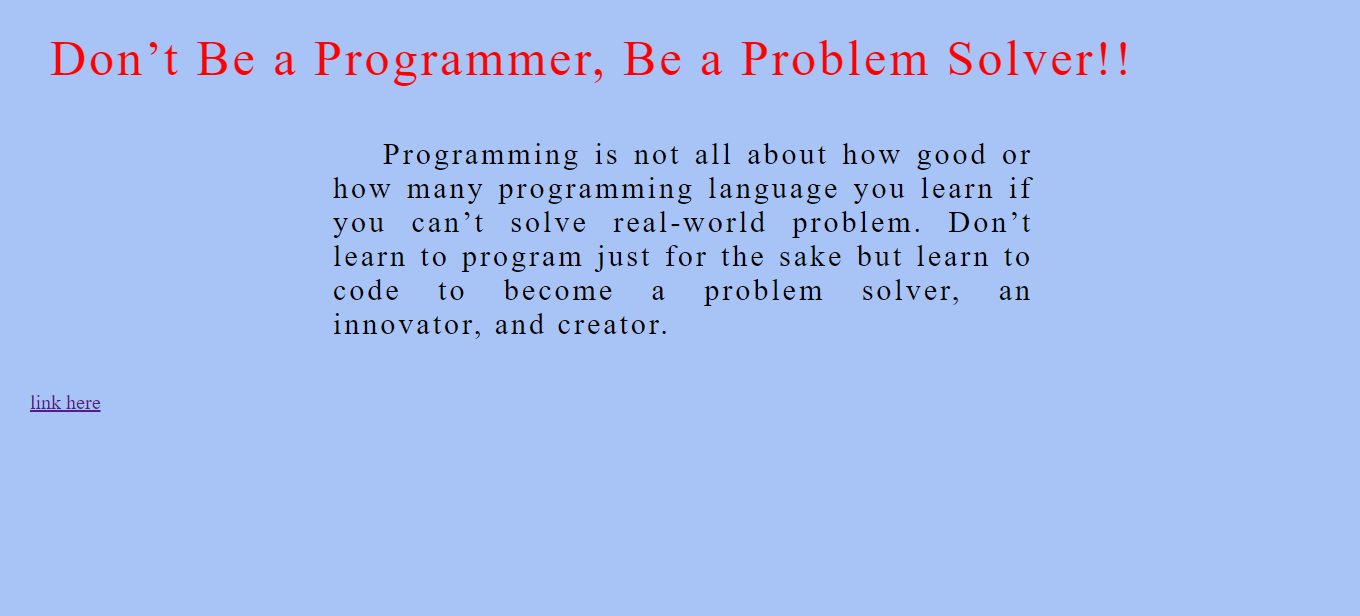 Don’t Be a Programmer, Be a Problem Solver!!
Programming is not all about how good or
how many programming language you learn if
you can’t solve real-world problem. Don’t
learn to program just for the sake but learn to
code to become a problem solver, an
innovator, and creator.
link here